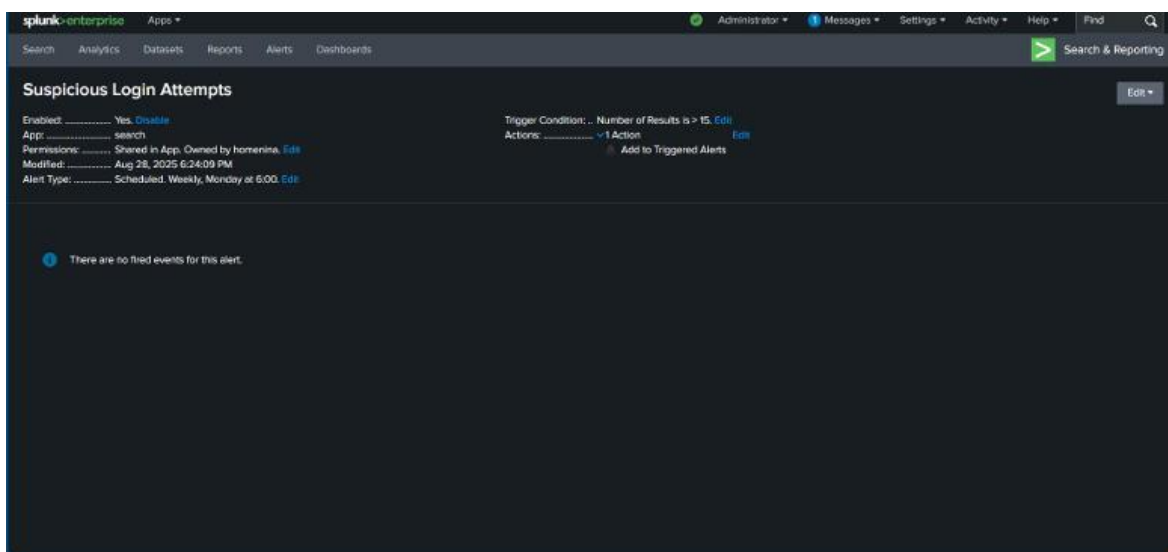 splunk>enterprise Apps Administrator 1 Messages Settings Activity Help Find
Search Analytics Datasets Reports Alerts Dashboards Search & Reporting
Suspicious Login Attempts
Edit
Enabled: Yes. Disable
App: search
Permissions: Shared in App. Owned by homenina. Edit
Modified: Aug 28, 2025 6:24:09 PM
Alert Type: Scheduled. Weekly, Monday at 6:00. Edit
Trigger Condition: Number of Results is > 15. Edit
Actions: 1 Action Edit
Add to Triggered Alerts
There are no fired events for this alert.